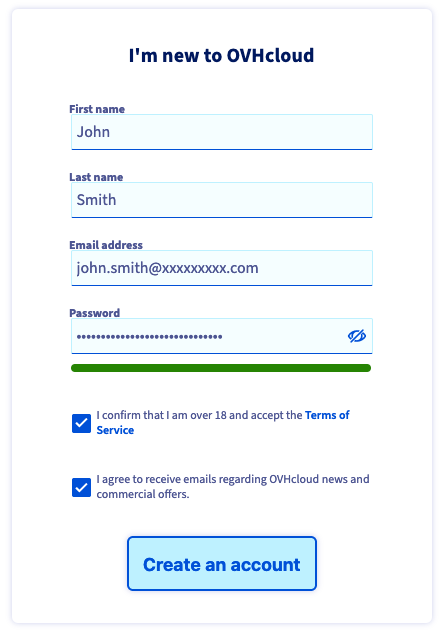 I'm new to OVHcloud
First name
John
Last name
Smith
Email address
john.smith@xxxxxxxxx.com
Password
••••••••••••••••••••••••••••••
I confirm that I am over 18 and accept the Terms of
Service
I agree to receive emails regarding OVHcloud news and
commercial offers.
Create an account